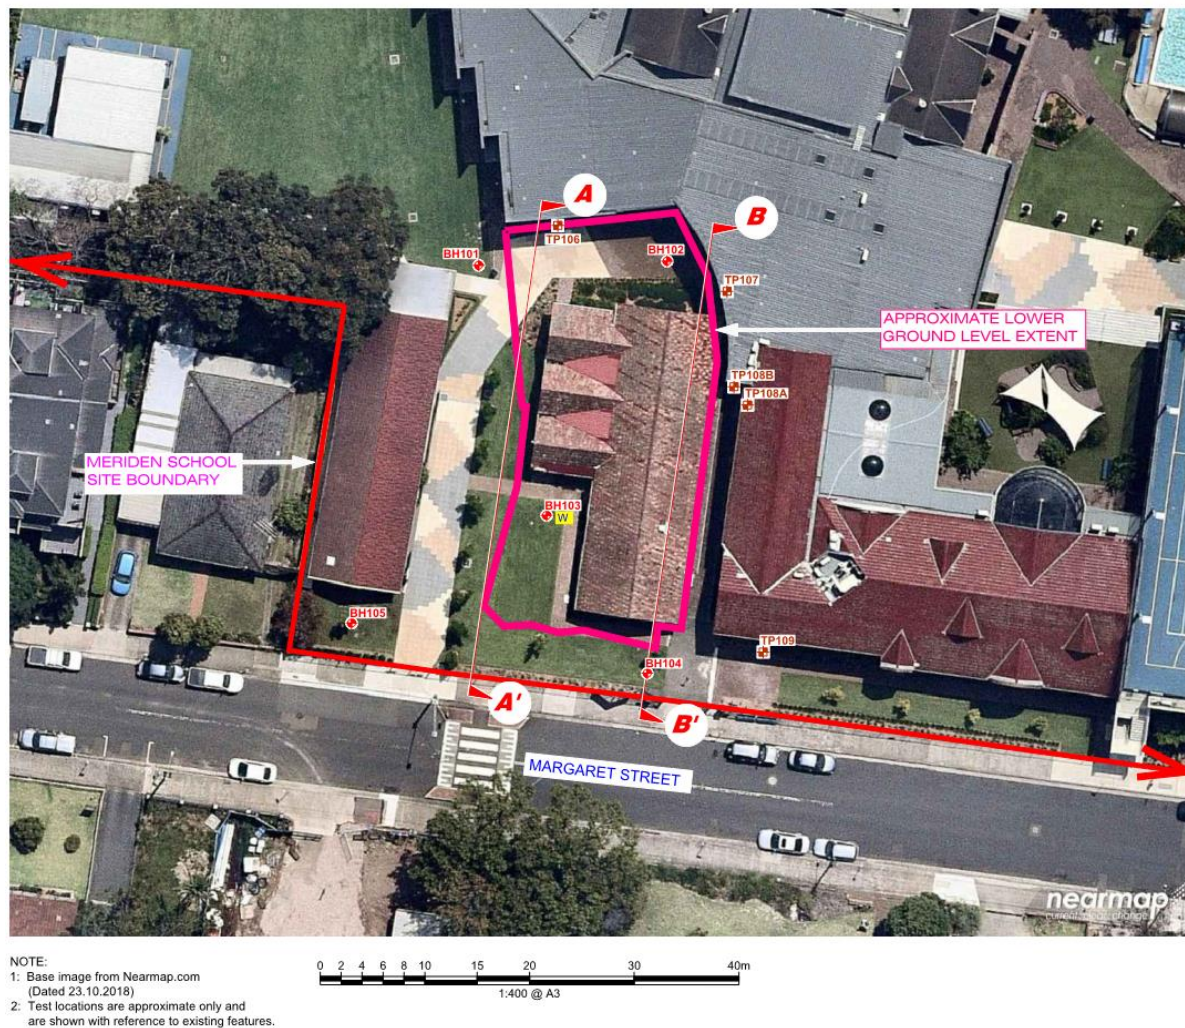 A
B
TP106
BH101
BH102
TP107
APPROXIMATE LOWER
GROUND LEVEL EXTENT
TP108B
TP108A
MERIDEN SCHOOL
SITE BOUNDARY
BH103
W
BH105
TP109
BH104
A'
B'
MARGARET STREET
nearmap
NOTE:
1: Base image from Nearmap.com
(Dated 23.10.2018)
2: Test locations are approximate only and
are shown with reference to existing features.
0 2 4 6 8 10 15 20 30 40m
1:400 @ A3